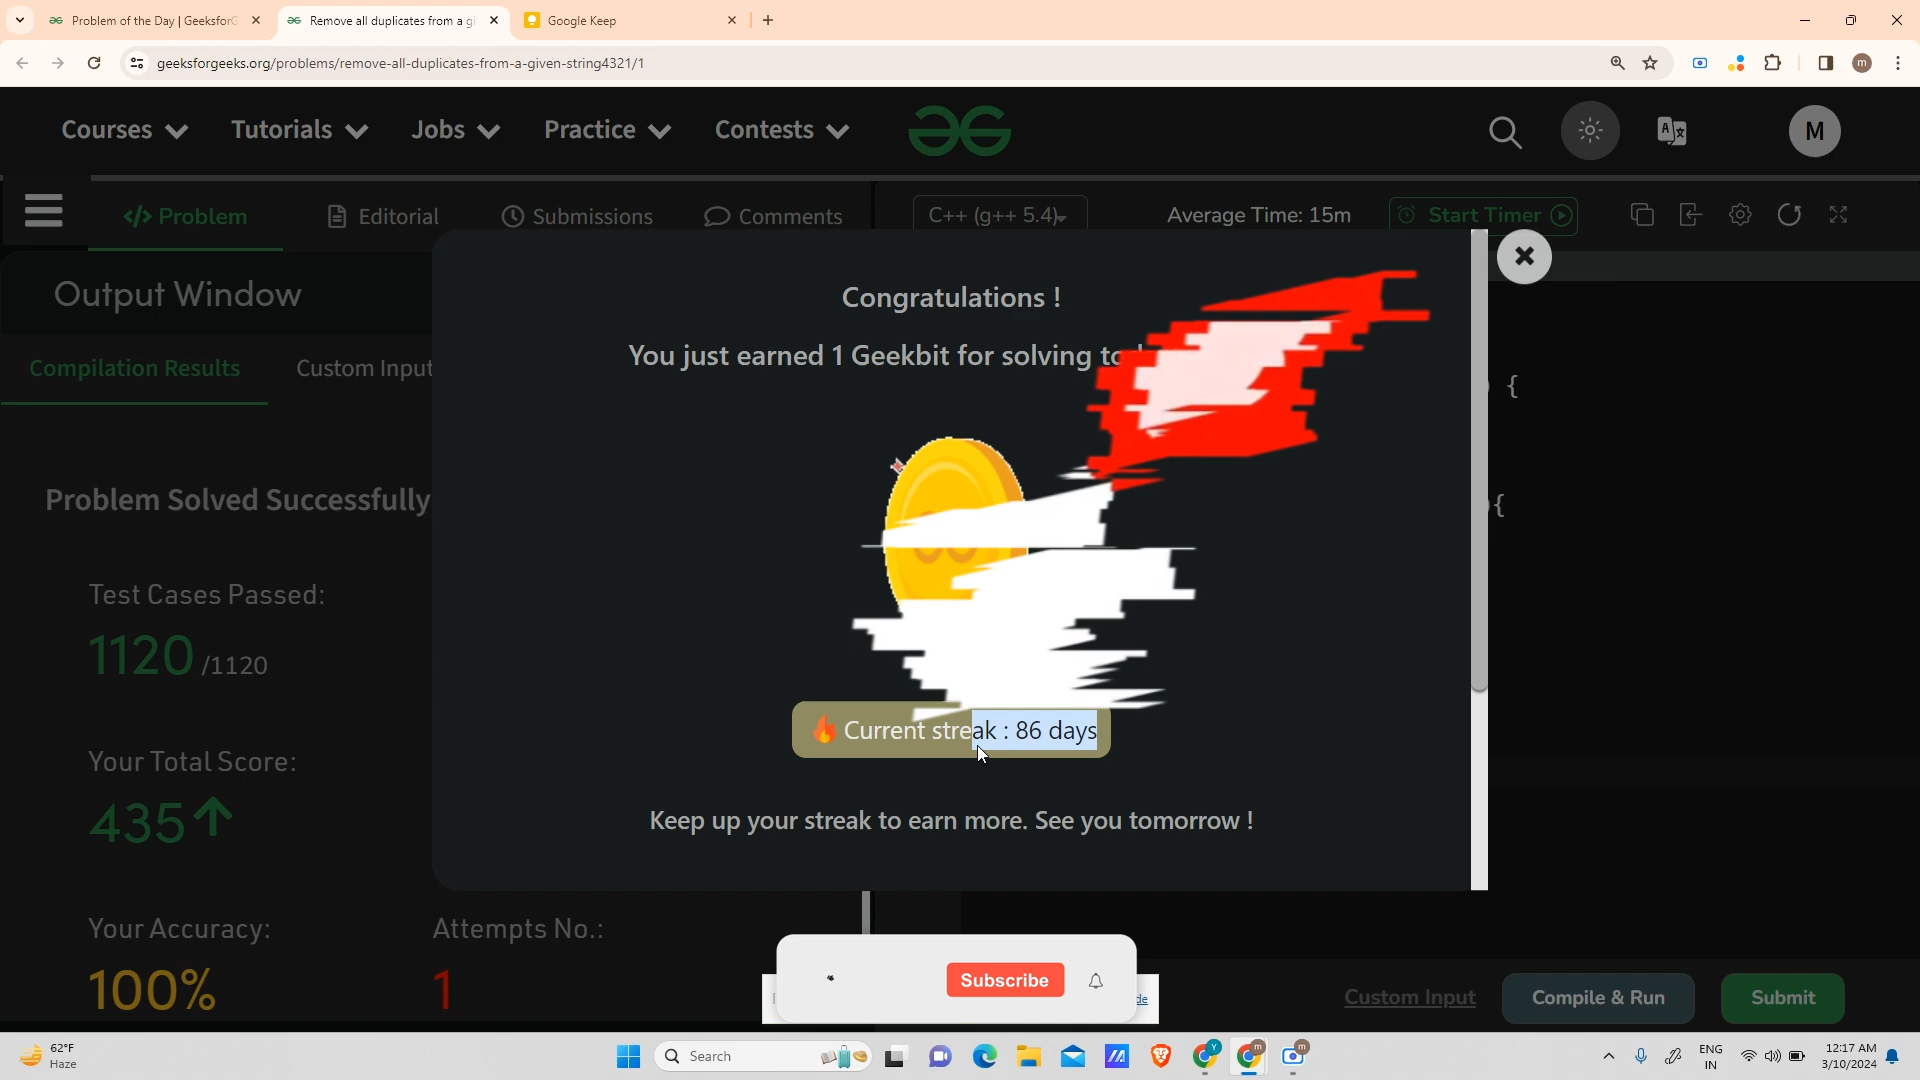 Problem of the Day | GeeksforG
Remove all duplicates from a gi
Google Keep
geeksforgeeks.org/problems/remove-all-duplicates-from-a-given-string4321/1
m
Courses
Tutorials
Jobs
Practice
Contests
M
</> Problem
Editorial
Submissions
Comments
C++ (g++ 5.4)
Average Time: 15m
Start Timer
Output Window
Compilation Results
Custom Input
Congratulations !
You just earned 1 Geekbit for solving
{
){
Problem Solved Successfully
Test Cases Passed:
1120 /1120
Your Total Score:
435↑
Current streak : 86 days
Keep up your streak to earn more. See you tomorrow !
Your Accuracy:
100%
Attempts No.:
1
Subscribe
Custom Input
Compile & Run
Submit
62°F
Haze
Search
Y
m
m
ENG
IN
12:17 AM
3/10/2024